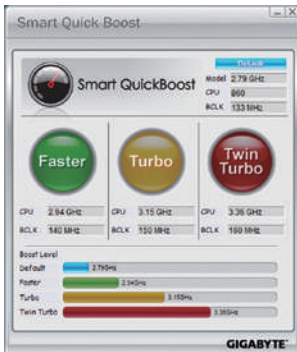 Smart Quick Boost
Default
Smart QuickBoost
Model 2.79 GHz
CPU 860
BCLK 133 MHz
Faster
Turbo
Twin Turbo
CPU 2.94 GHz CPU 3.15 GHz CPU 3.36 GHz
BCLK 140 MHz BCLK 150 MHz BCLK 160 MHz
Boost Level
Default 2.79GHz
Faster 2.94GHz
Turbo 3.15GHz
Twin Turbo 3.36GHz
GIGABYTE